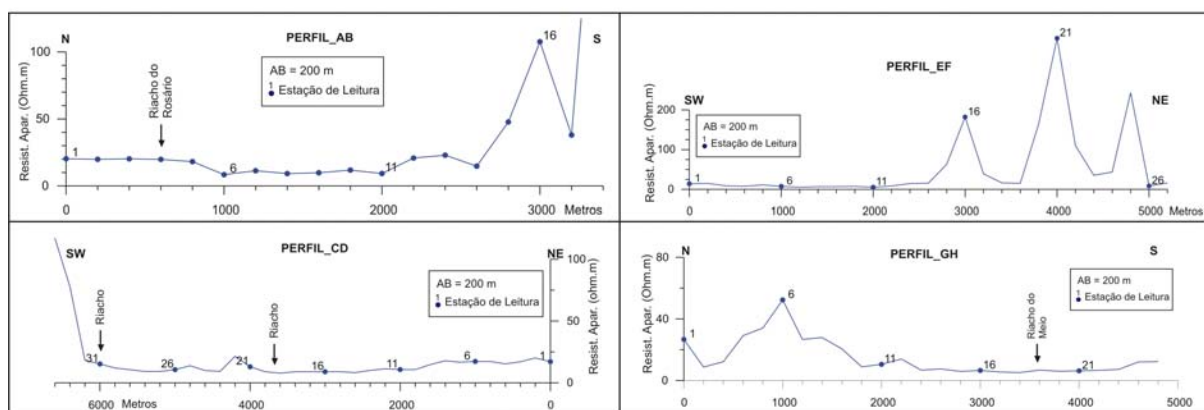 N
PERFIL_AB
S
Resist. Apar. (Ohm.m)
100
50
0
AB = 200 m
1
Estação de Leitura
Riacho do
Rosário
1
6
11
16
0
1000
2000
3000
Metros
PERFIL_EF
SW
NE
Resist. Apar. (Ohm.m)
200
100
0
AB = 200 m
1
Estação de Leitura
1
6
11
16
21
26
0
1000
2000
3000
4000
5000
PERFIL_CD
SW
NE
Riacho
Riacho
AB = 200 m
1
Estação de Leitura
100
50
0
Resist. Apar. (ohm.m)
31
26
21
16
11
6
1
6000
Metros
4000
2000
0
PERFIL_GH
N
S
Resist. Apar. (Ohm.m)
80
40
0
AB = 200 m
1
Estação de Leitura
Riacho do
Meio
1
6
11
16
21
0
1000
2000
3000
4000
5000